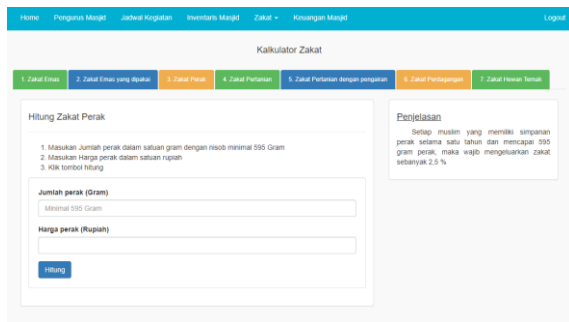 Home Pengurus Masjid Jadwal Kegiatan Inventaris Masjid Zakat Keuangan Masjid Logout
Kalkulator Zakat
1. Zakat Emas 2. Zakat Emas yang dipakai 3. Zakat Perak 4. Zakat Pertanian 5. Zakat Pertanian dengan pengairan 6. Zakat Perdagangan 7. Zakat Hewan Ternak
Hitung Zakat Perak
1. Masukan Jumlah perak dalam satuan gram dengan nisob minimal 595 Gram
2. Masukan Harga perak dalam satuan rupiah
3. Klik tombol hitung
Jumlah perak (Gram)
Minimal 595 Gram
Harga perak (Rupiah)
Hitung
Penjelasan
Setiap muslim yang memiliki simpanan
perak selama satu tahun dan mencapai 595
gram perak, maka wajib mengeluarkan zakat
sebanyak 2,5 %